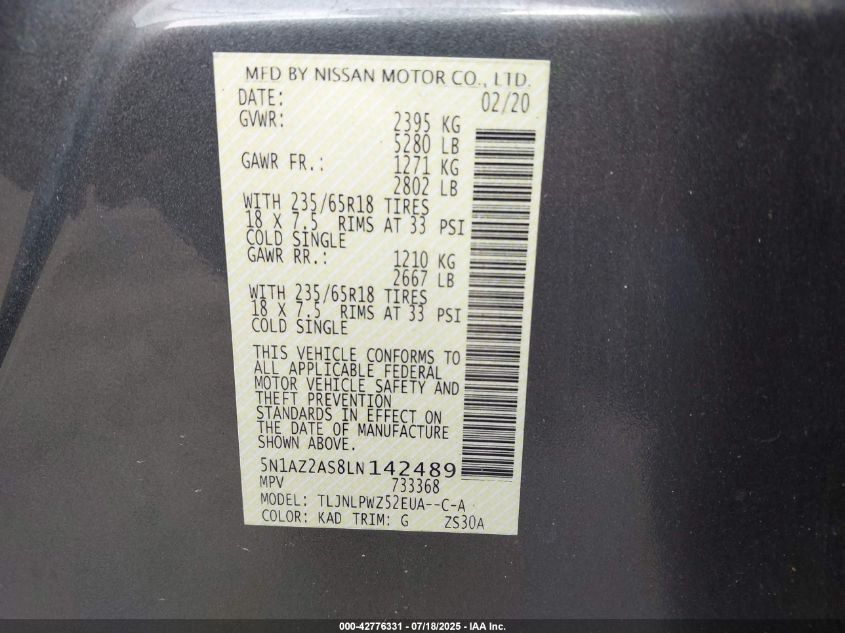 MFD BY NISSAN MOTOR CO., LTD.
DATE: 02/20
GVWR: 2395 KG
5280 LB
GAWR FR.: 1271 KG
2802 LB
WITH 235/65R18 TIRES
18 X 7.5 RIMS AT 33 PSI
COLD SINGLE
GAWR RR.: 1210 KG
2667 LB
WITH 235/65R18 TIRES
18 X 7.5 RIMS AT 33 PSI
COLD SINGLE
THIS VEHICLE CONFORMS TO
ALL APPLICABLE FEDERAL
MOTOR VEHICLE SAFETY AND
THEFT PREVENTION
STANDARDS IN EFFECT ON
THE DATE OF MANUFACTURE
SHOWN ABOVE.
5N1AZ2AS8LN142489
MPV 733368
MODEL: TLJNLPWZ52EUA--C-A
COLOR: KAD TRIM: G ZS30A
000-42776331 - 07/18/2025 - IAA Inc.